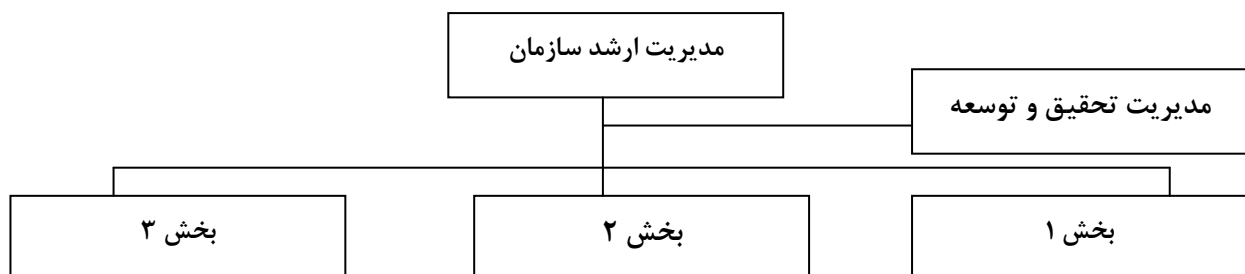 مدیریت ارشد سازمان
مدیریت تحقیق و توسعه
بخش ۱
بخش ۲
بخش ۳